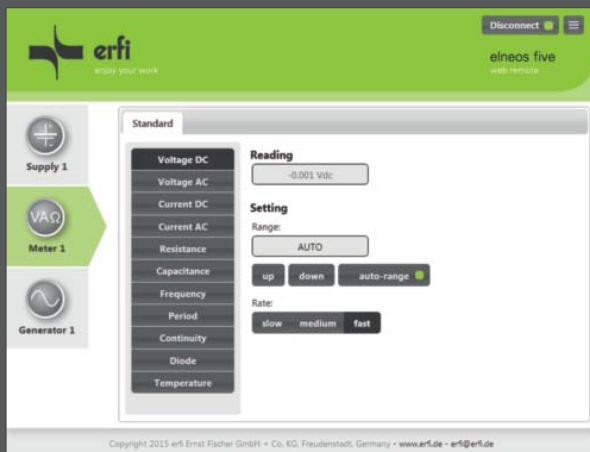 Disconnect
erfi
enjoy your work
elneos five
web remote
Standard
Supply 1
VAΩ
Meter 1
Generator 1
Voltage DC
Voltage AC
Current DC
Current AC
Resistance
Capacitance
Frequency
Period
Continuity
Diode
Temperature
Reading
-0.001 Vdc
Setting
Range:
AUTO
up down auto-range
Rate:
slow medium fast
Copyright 2015 erfi Ernst Fischer GmbH + Co. KG, Freudenstadt, Germany • www.erfi.de - erfi@erfi.de